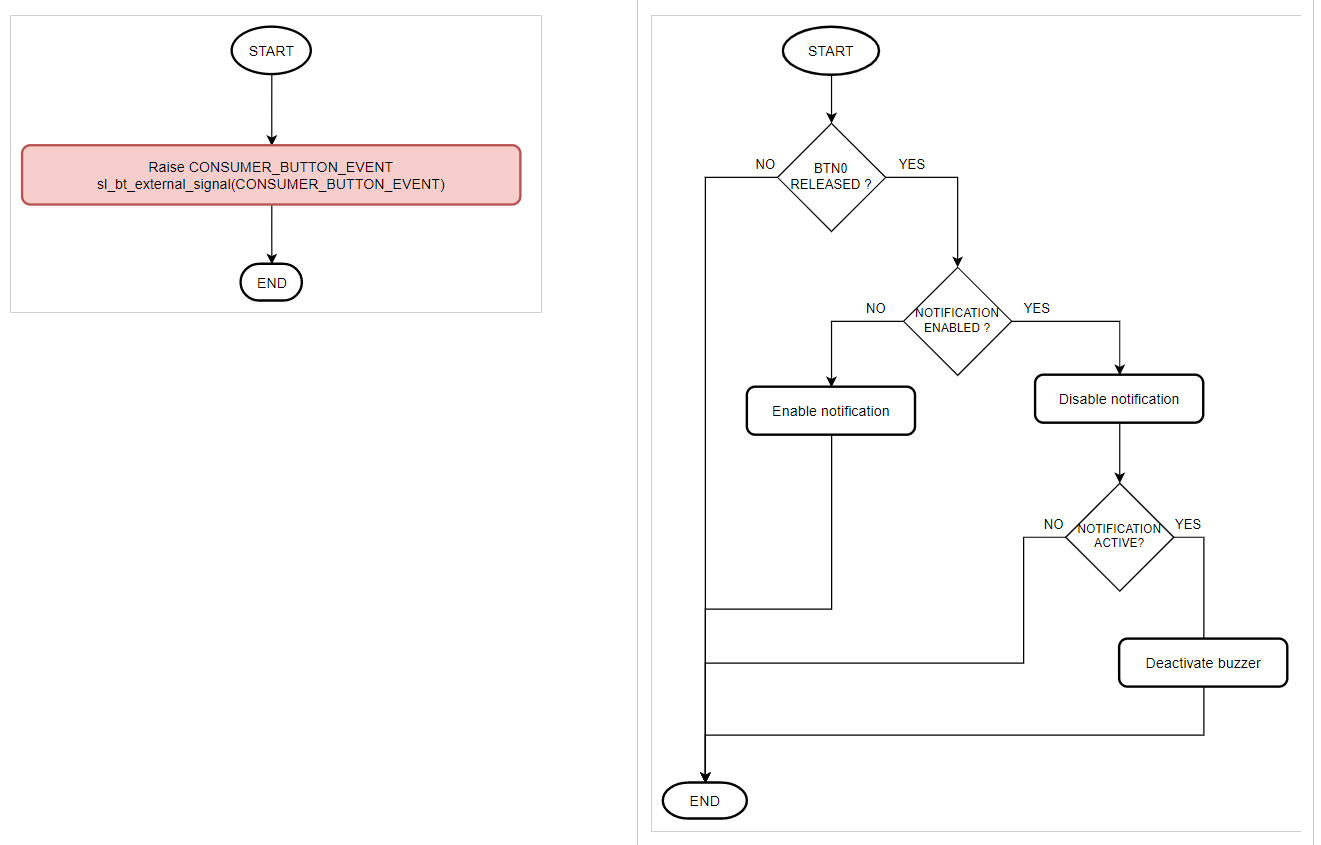 START
Raise CONSUMER_BUTTON_EVENT
sl_bt_external_signal(CONSUMER_BUTTON_EVENT)
END
START
NO
BTN0
RELEASED ?
YES
NO
NOTIFICATION
ENABLED ?
YES
Enable notification
Disable notification
NO
NOTIFICATION
ACTIVE?
YES
Deactivate buzzer
END